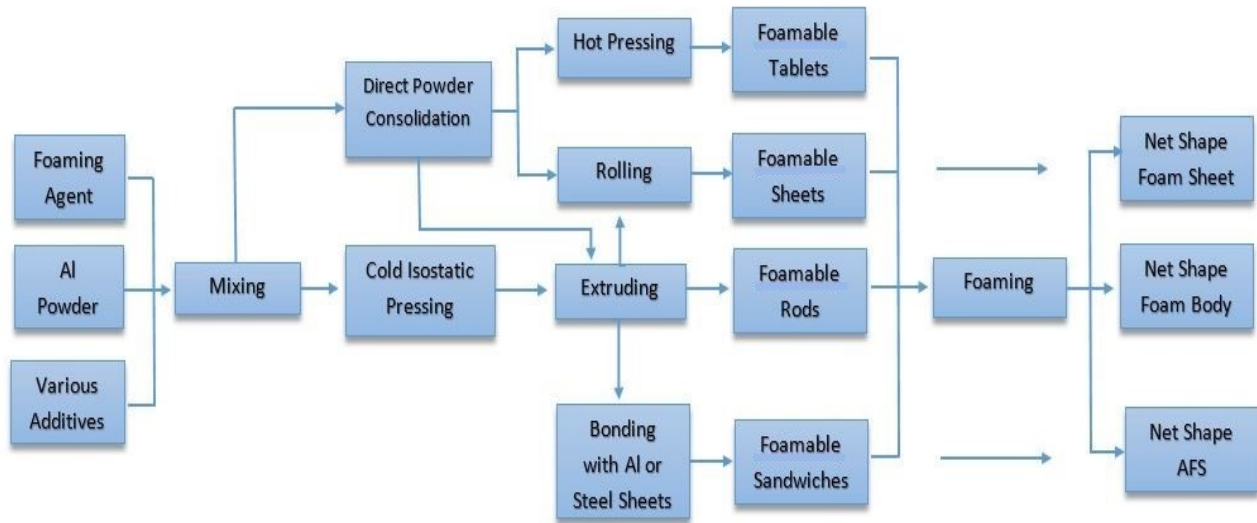 Foaming
Agent
Al
Powder
Various
Additives
Mixing
Direct Powder
Consolidation
Cold Isostatic
Pressing
Hot Pressing
Rolling
Extruding
Bonding
with Al or
Steel Sheets
Foamable
Tablets
Foamable
Sheets
Foamable
Rods
Foamable
Sandwiches
Foaming
Net Shape
Foam Sheet
Net Shape
Foam Body
Net Shape
AFS